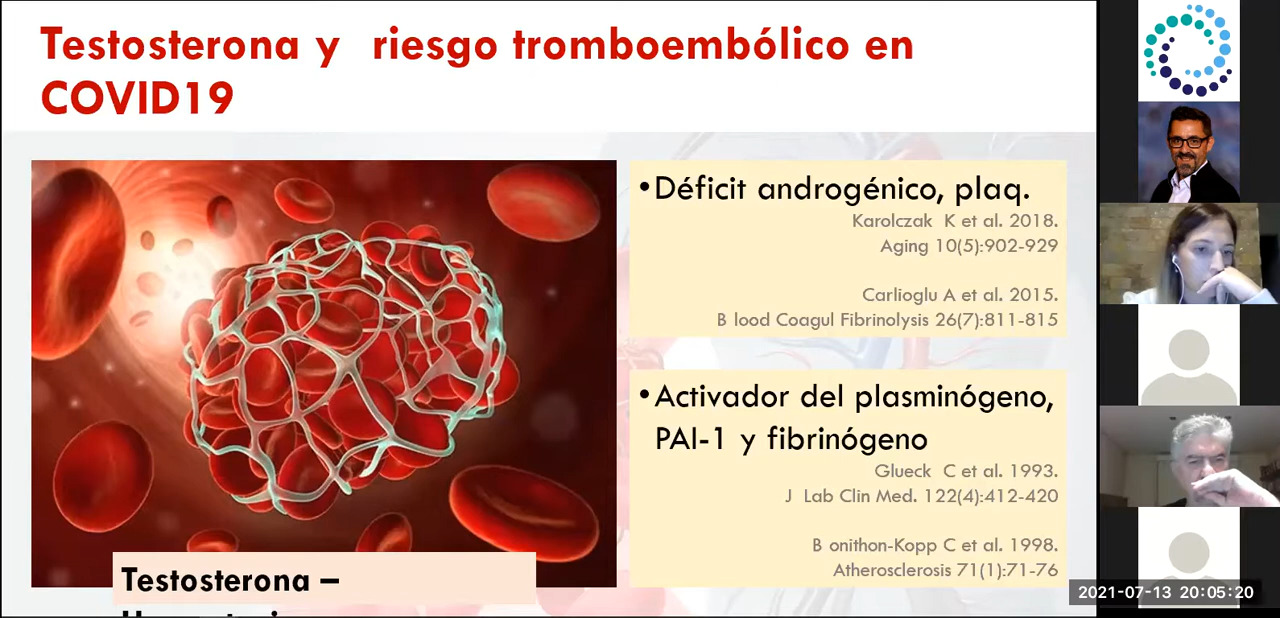 Testosterona y riesgo tromboembólico en
COVID19
•Déficit androgénico, plaq.
Karolczak K et al. 2018.
Aging 10(5):902-929
Carlioglu A et al. 2015.
B lood Coagul Fibrinolysis 26(7):811-815
•Activador del plasminógeno,
PAI-1 y fibrinógeno
Glueck C et al. 1993.
J Lab Clin Med. 122(4):412-420
B onithon-Kopp C et al. 1998.
Atherosclerosis 71(1):71-76
Testosterona –
2021-07-13 20:05:20